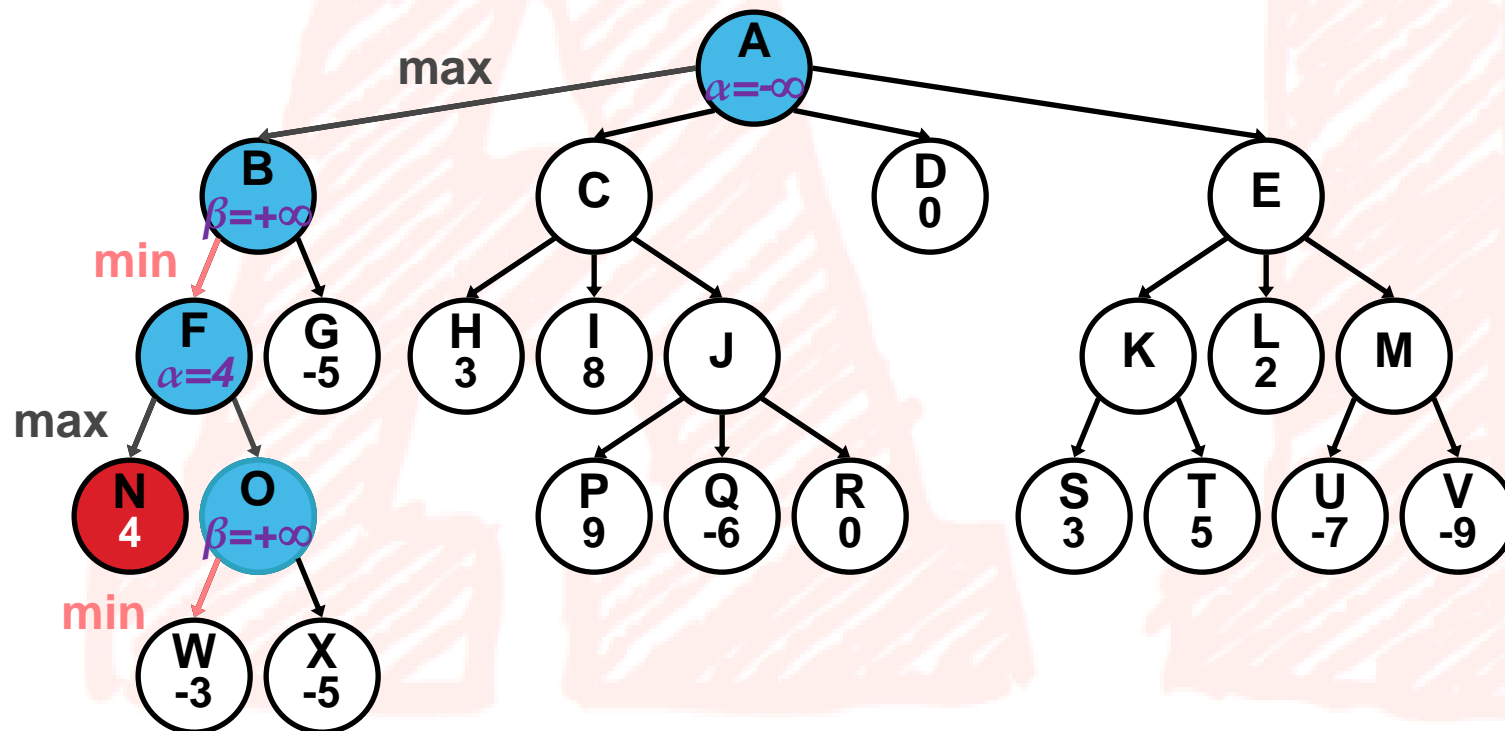 A
α=-∞
max
B
β=+∞
C
D
0
E
min
F
α=4
G
-5
H
3
I
8
J
K
L
2
M
max
N
4
O
β=+∞
P
9
Q
-6
R
0
S
3
T
5
U
-7
V
-9
min
W
-3
X
-5